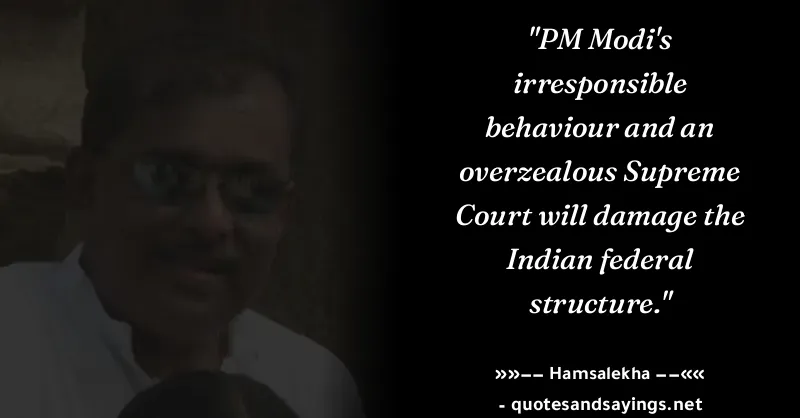 "PM Modi's
irresponsible
behaviour and an
overzealous Supreme
Court will damage the
Indian federal
structure."
»»−− Hamsalekha −−««
- quotesandsayings.net